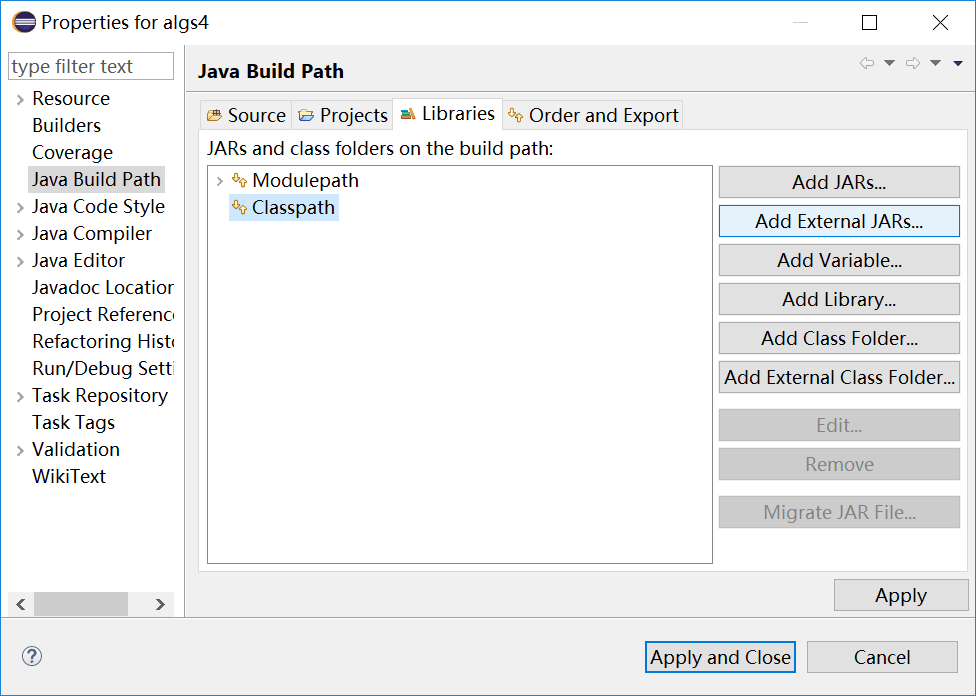 Properties for algs4
type filter text
Resource
Builders
Coverage
Java Build Path
Java Code Style
Java Compiler
Java Editor
Javadoc Location
Project Referenc
Refactoring Histo
Run/Debug Setti
Task Repository
Task Tags
Validation
WikiText
Java Build Path
Source Projects Libraries Order and Export
JARs and class folders on the build path:
Modulepath
Classpath
Add JARs...
Add External JARs...
Add Variable...
Add Library...
Add Class Folder...
Add External Class Folder...
Edit...
Remove
Migrate JAR File...
Apply
?
Apply and Close Cancel